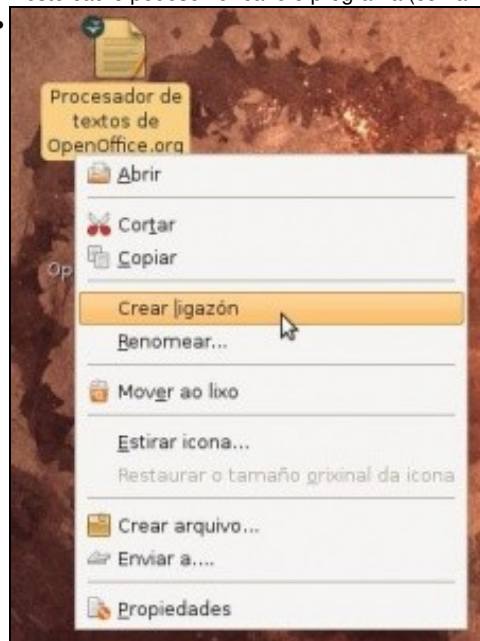 Procesador de
textos de
OpenOffice.org
Abrir
Cortar
Copiar
Op
Crear ligazón
Renomear...
Mover ao lixo
Estirar icona...
Restaurar o tamaño orixinal da icona
Crear arquivo...
Enviar a....
Propiedades